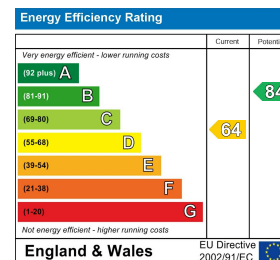 Energy Efficiency Rating
Current
Very energy efficient - lower running costs
(92 plus) A
(81-91) B
84
(69-80) C
64
(55-68) D
(39-54) E
(21-38) F
(1-20) G
Not energy efficient - higher running costs
England & Wales
EU Directive
2002/91/EC